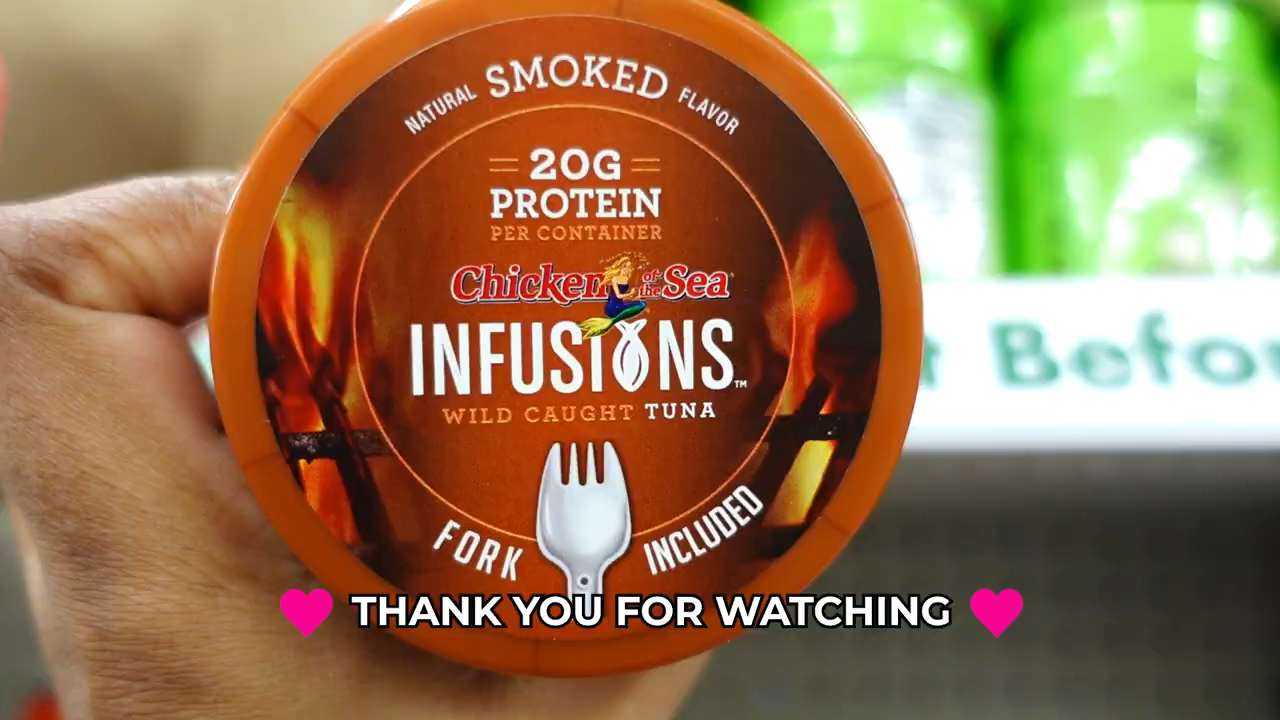 NATURAL SMOKED FLAVOR
20G
PROTEIN
PER CONTAINER
Chicken of the Sea
INFUSIONS™
WILD CAUGHT TUNA
FORK INCLUDED
THANK YOU FOR WATCHING